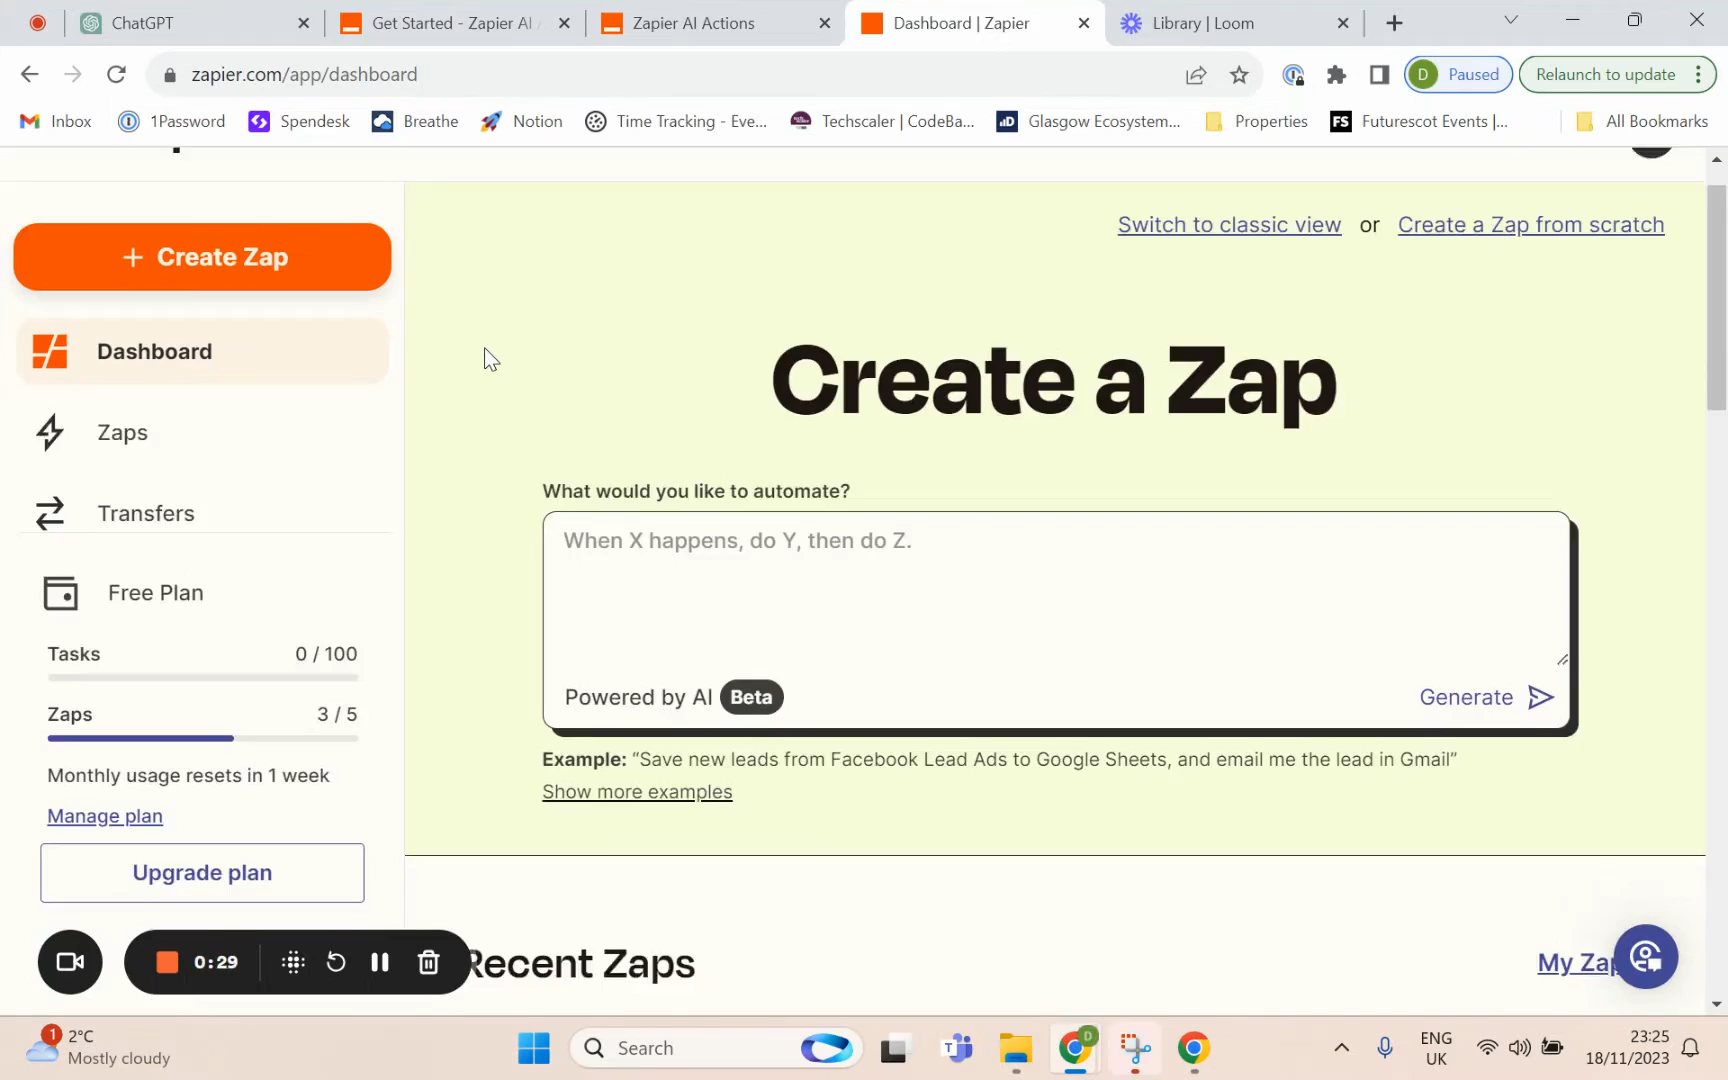 ChatGPT
Get Started - Zapier AI
Zapier AI Actions
Dashboard | Zapier
Library | Loom
zapier.com/app/dashboard
D Paused
Relaunch to update
Inbox
1Password
Spendesk
Breathe
Notion
Time Tracking - Eve...
Techscaler | CodeBa...
Glasgow Ecosystem...
Properties
FS Futurescot Events |...
All Bookmarks
Switch to classic view or Create a Zap from scratch
+ Create Zap
Dashboard
Zaps
Transfers
Free Plan
Tasks 0 / 100
Zaps 3 / 5
Monthly usage resets in 1 week
Manage plan
Upgrade plan
Create a Zap
What would you like to automate?
When X happens, do Y, then do Z.
Powered by AI Beta
Generate
Example: “Save new leads from Facebook Lead Ads to Google Sheets, and email me the lead in Gmail”
Show more examples
0:29
Recent Zaps
My Zap
1
2°C
Mostly cloudy
Search
D
ENG
UK
23:25
18/11/2023